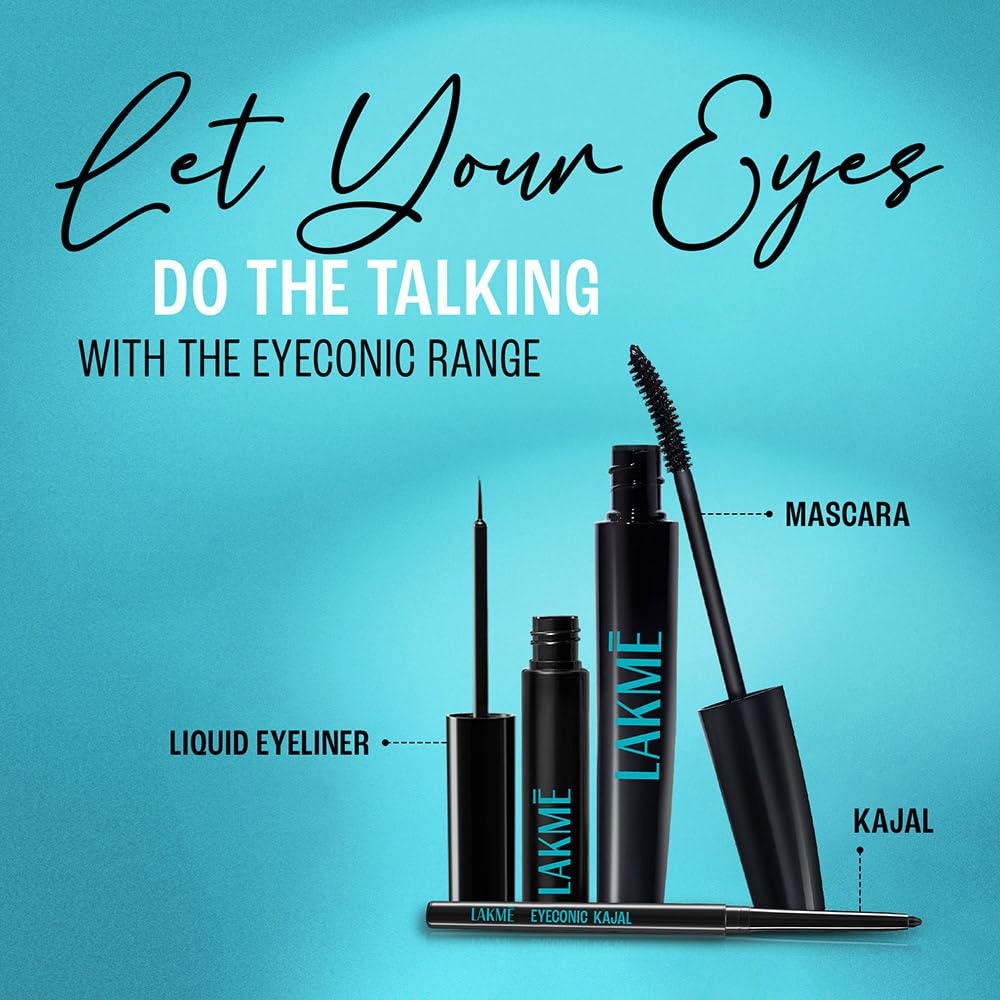 Let Your Eyes
DO THE TALKING
WITH THE EYECONIC RANGE
MASCARA
LAKMĒ
LIQUID EYELINER
LAKMĒ
KAJAL
LAKMĒ EYECONIC KAJAL